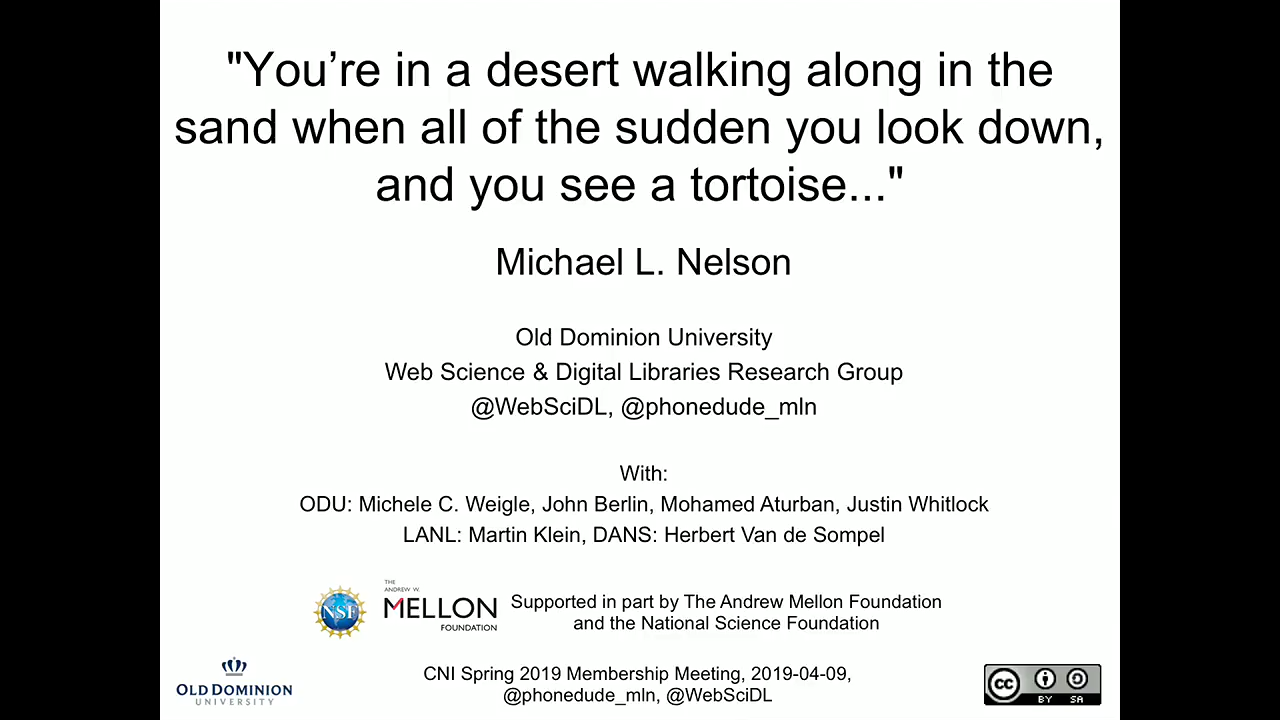 "You’re in a desert walking along in the
sand when all of the sudden you look down,
and you see a tortoise..."
Michael L. Nelson
Old Dominion University
Web Science & Digital Libraries Research Group
@WebSciDL, @phonedude_mln
With:
ODU: Michele C. Weigle, John Berlin, Mohamed Aturban, Justin Whitlock
LANL: Martin Klein, DANS: Herbert Van de Sompel
NSF
THE
ANDREW W.
MELLON
FOUNDATION
Supported in part by The Andrew Mellon Foundation
and the National Science Foundation
OLD DOMINION
UNIVERSITY
CNI Spring 2019 Membership Meeting, 2019-04-09,
@phonedude_mln, @WebSciDL
cc
BY SA